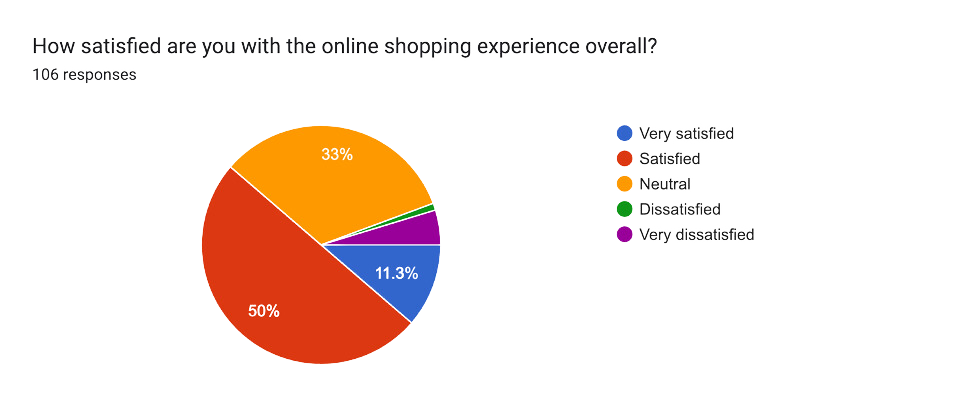 How satisfied are you with the online shopping experience overall?
106 responses
Very satisfied
Satisfied
Neutral
Dissatisfied
Very dissatisfied
33%
11.3%
50%